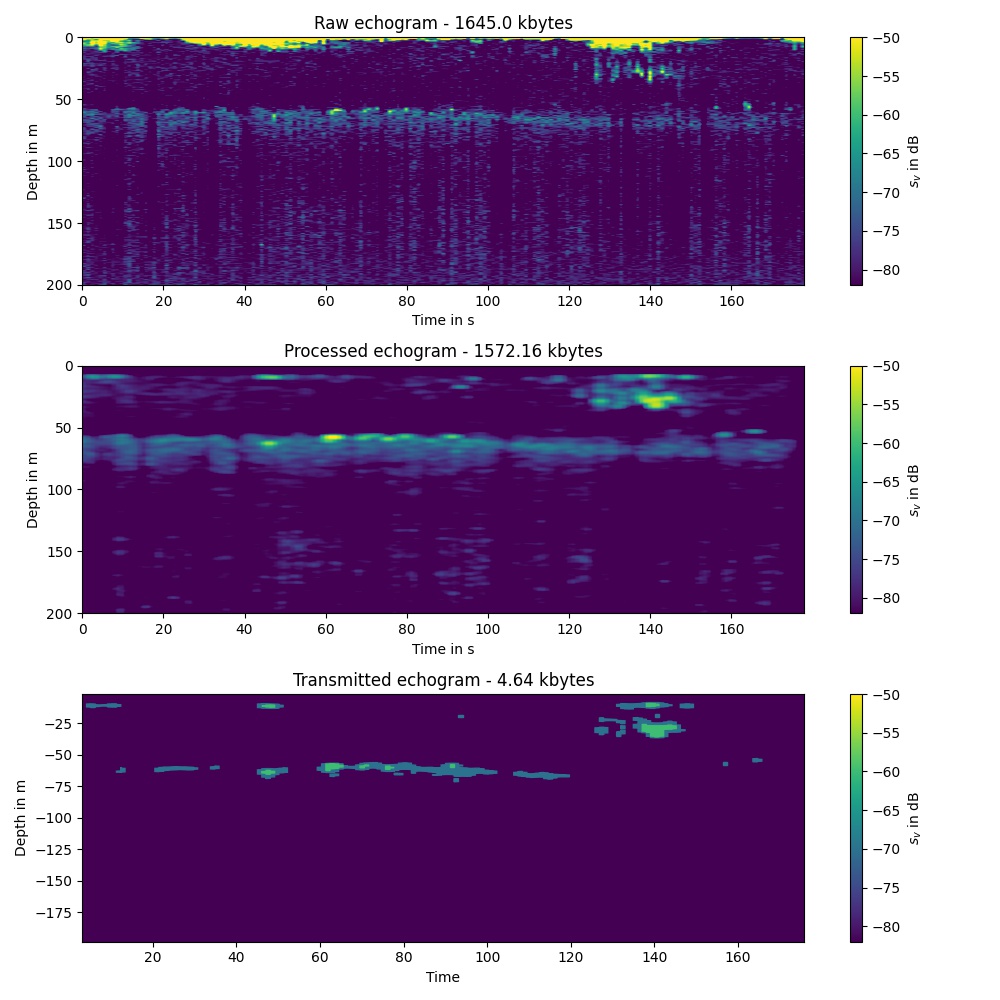 Raw echogram - 1645.0 kbytes
0
50
100
150
200
Depth in m
0 20 40 60 80 100 120 140 160
Time in s
−50
−55
−60
−65
−70
−75
−80
sv in dB
Processed echogram - 1572.16 kbytes
0
50
100
150
200
Depth in m
0 20 40 60 80 100 120 140 160
Time in s
−50
−55
−60
−65
−70
−75
−80
sv in dB
Transmitted echogram - 4.64 kbytes
−25
−50
−75
−100
−125
−150
−175
Depth in m
20 40 60 80 100 120 140 160
Time
−50
−55
−60
−65
−70
−75
−80
sv in dB